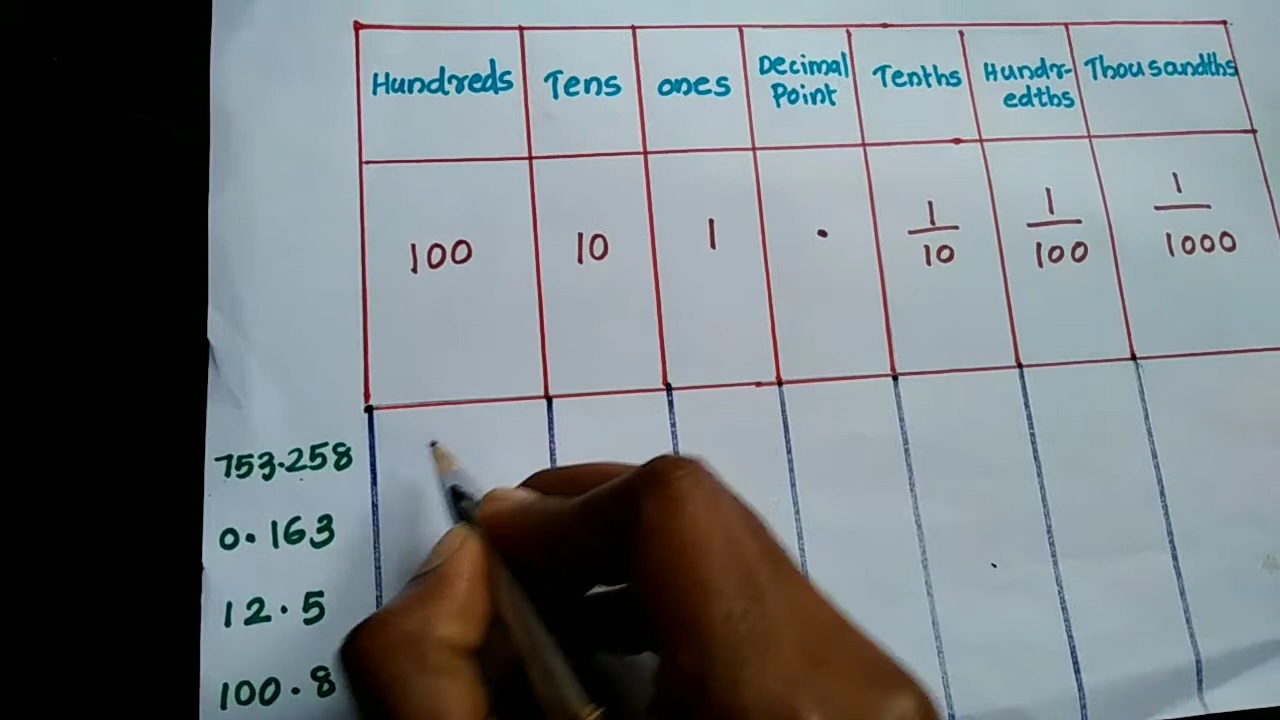 Hundreds Tens ones Decimal Point Tenths Hundr-edths Thousandths
100 10 1 . 1/10 1/100 1/1000
753.258
0.163
12.5
100.8